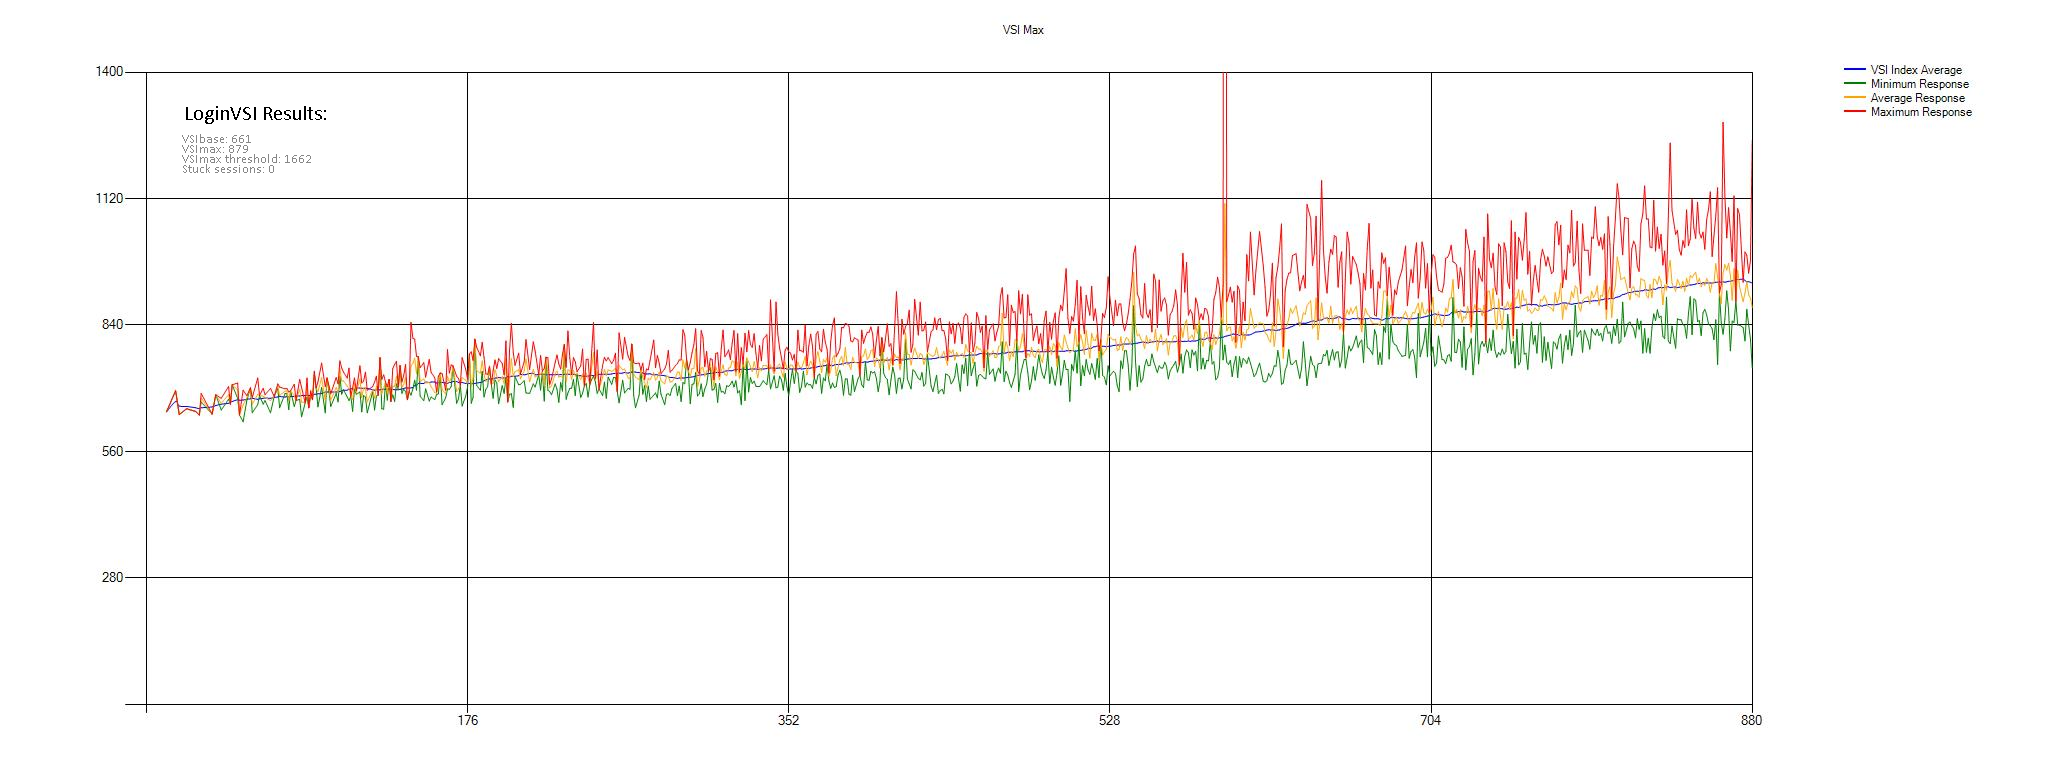 VSI Max
1400
1120
840
560
280
LoginVSI Results:
VSIbase: 661
VSImax: 879
VSImax threshold: 1662
Stuck sessions: 0
VSI Index Average
Minimum Response
Average Response
Maximum Response
176
352
528
704
880